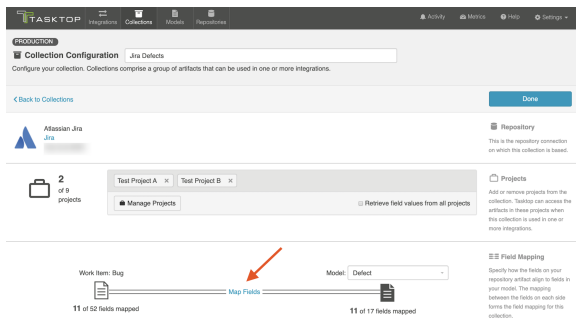 TASKTOP
Integrations
Collections
Models
Repositories
Activity
Metrics
Help
Settings
PRODUCTION
Collection Configuration
Jira Defects
Configure your collection. Collections comprise a group of artifacts that can be used in one or more integrations.
Back to Collections
Done
Atlassian Jira
Jira
Repository
This is the repository connection
on which this collection is based.
2
of 9
projects
Test Project A ×
Test Project B ×
Manage Projects
Retrieve field values from all projects
Projects
Add or remove projects from the
collection. Tasktop can access the
artifacts in these projects when
this collection is used in one or
more integrations.
Work Item: Bug
Map Fields
Model:
Defect
11 of 52 fields mapped
11 of 17 fields mapped
Field Mapping
Specify how the fields on your
repository artifact align to fields in
your model. The mapping
between the fields on each side
forms the field mapping for this
collection.